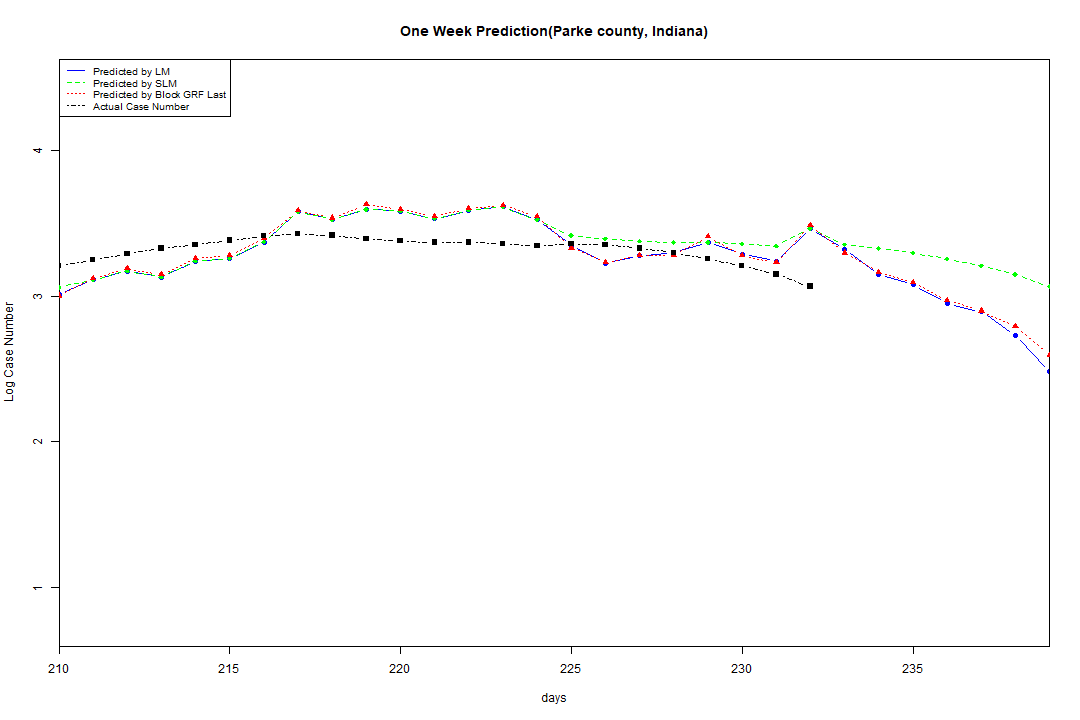 One Week Prediction(Parke county, Indiana)
Predicted by LM
Predicted by SLM
Predicted by Block GRF Last
Actual Case Number
4
3
2
1
Log Case Number
210 215 220 225 230 235
days